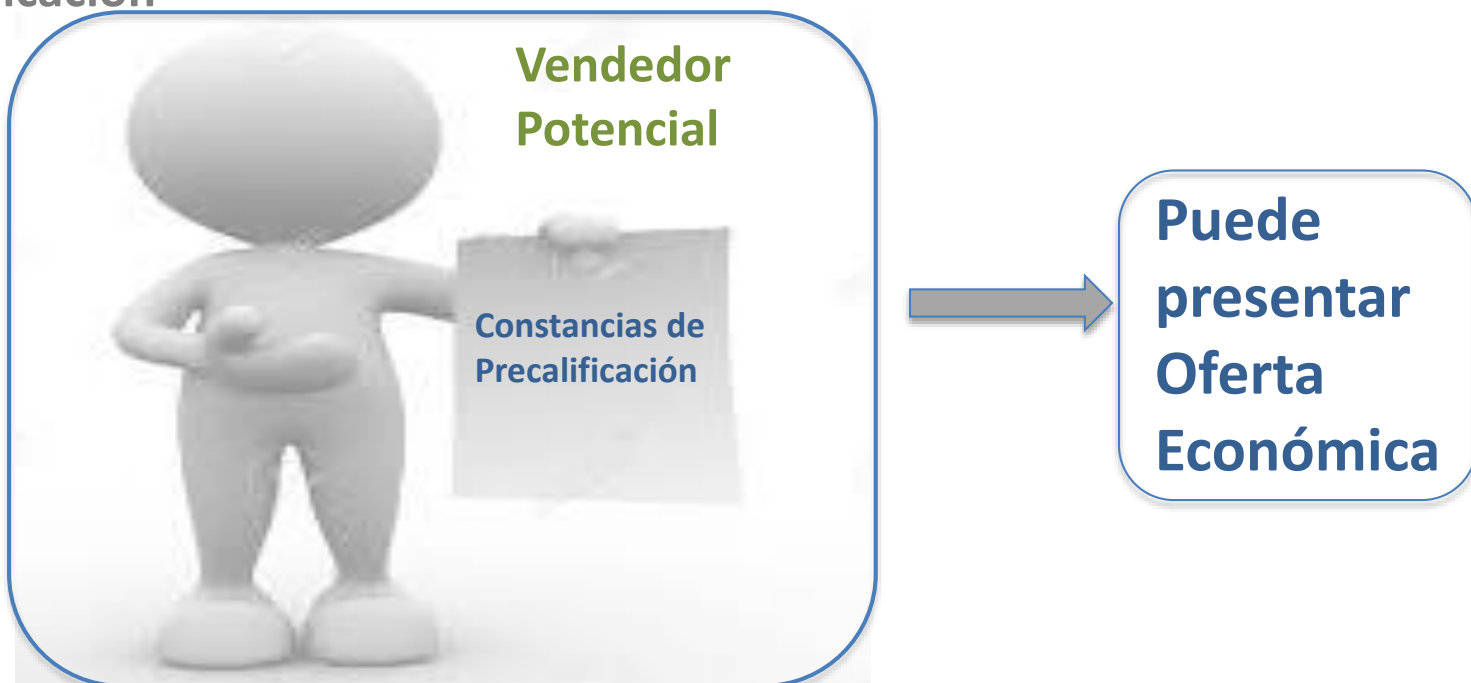 Vendedor
Potencial
Constancias de
Precalificación
Puede
presentar
Oferta
Económica